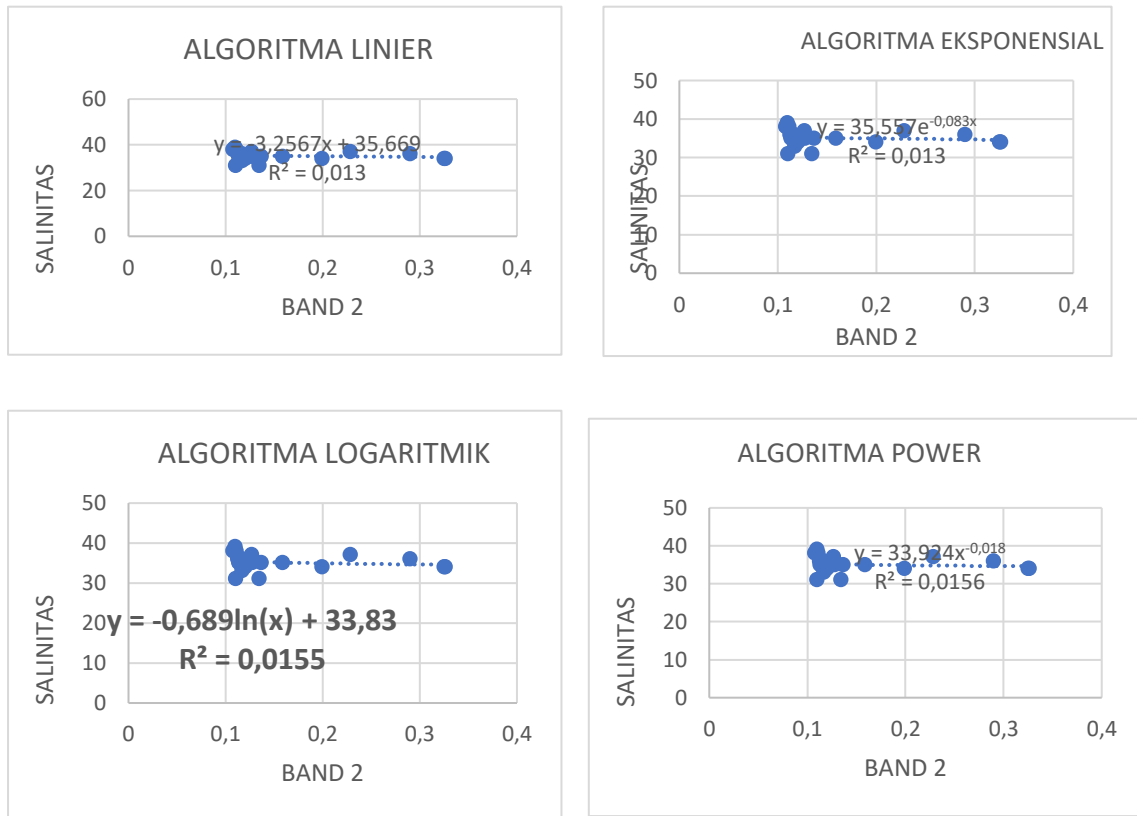 ALGORITMA LINIER
60
40
20
0
y = -3,2567x + 35,669
R² = 0,013
0 0,1 0,2 0,3 0,4
SALINITAS
BAND 2
ALGORITMA EKSPONENSIAL
50
40
30
20
10
0
y = 35,557e^-0,083x
R² = 0,013
0 0,1 0,2 0,3 0,4
SALINITAS
BAND 2
ALGORITMA LOGARITMIK
50
40
30
20
10
0
y = -0,689ln(x) + 33,83
R² = 0,0155
0 0,1 0,2 0,3 0,4
SALINITAS
BAND 2
ALGORITMA POWER
50
40
30
20
10
0
y = 33,924x^-0,018
R² = 0,0156
0 0,1 0,2 0,3 0,4
SALINITAS
BAND 2